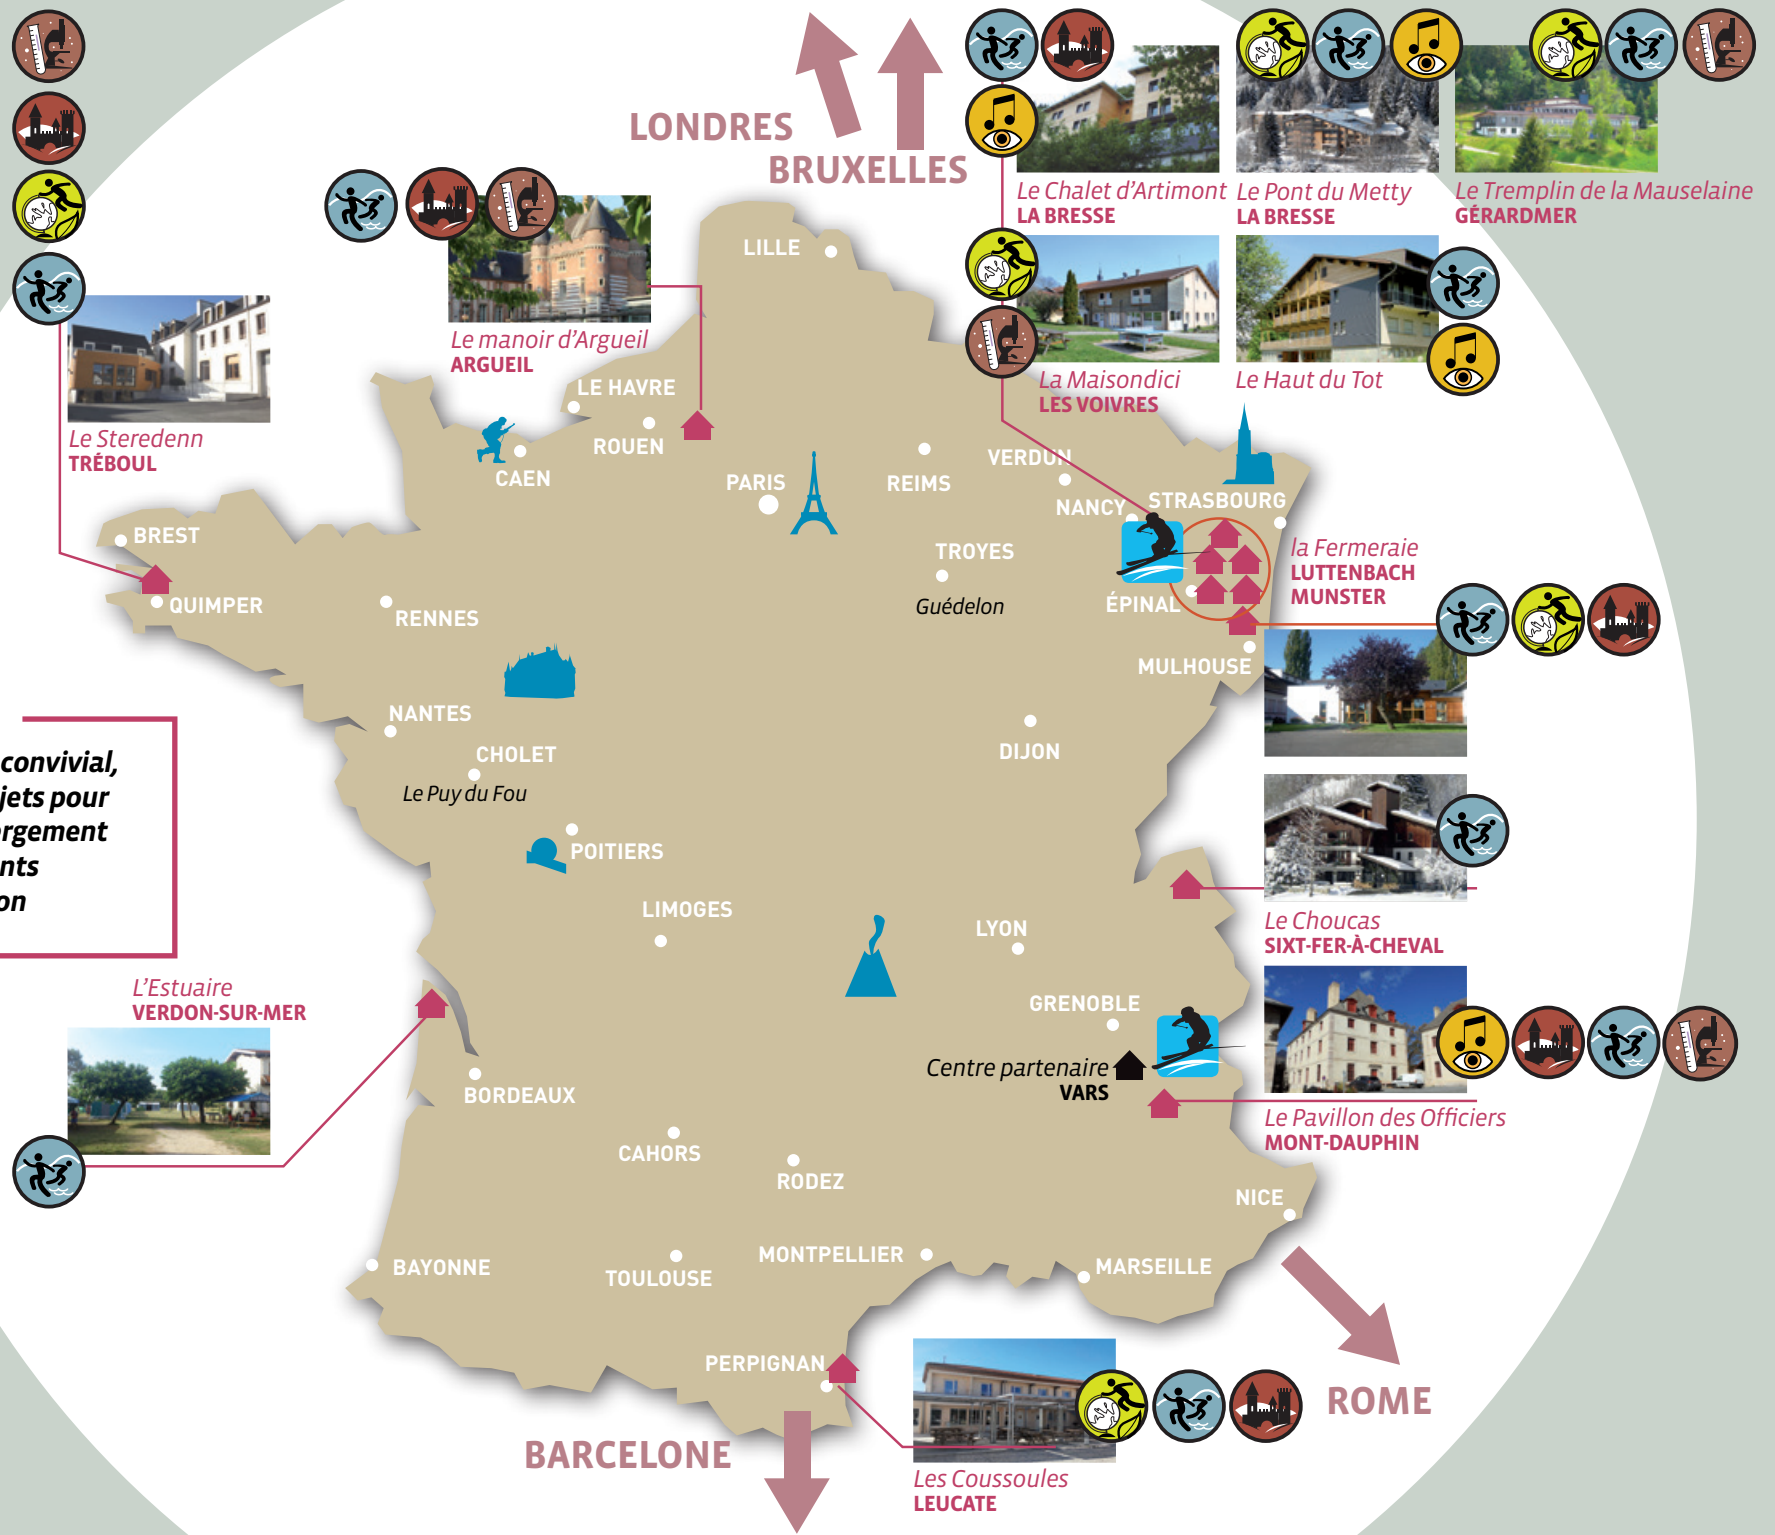 LONDRES
BRUXELLES
Le Chalet d'Artimont
LA BRESSE
Le Pont du Metty
LA BRESSE
Le Tremplin de la Mauselaine
GÉRARDMER
Le manoir d'Argueil
ARGUEIL
La Maisondici
LES VOIVRES
Le Haut du Tot
Le Steredenn
TRÉBOUL
LILLE
LE HAVRE
ROUEN
CAEN
PARIS
REIMS
VERDUN
NANCY
STRASBOURG
BREST
QUIMPER
RENNES
TROYES
Guédelon
ÉPINAL
la Fermeraie
LUTTENBACH
MUNSTER
MULHOUSE
NANTES
CHOLET
Le Puy du Fou
DIJON
convivial,
jets pour
rgement
nts
on
POITIERS
LIMOGES
LYON
Le Choucas
SIXT-FER-À-CHEVAL
L'Estuaire
VERDON-SUR-MER
GRENOBLE
Centre partenaire
VARS
BORDEAUX
Le Pavillon des Officiers
MONT-DAUPHIN
CAHORS
RODEZ
NICE
BAYONNE
TOULOUSE
MONTPELLIER
MARSEILLE
PERPIGNAN
ROME
BARCELONE
Les Coussoules
LEUCATE